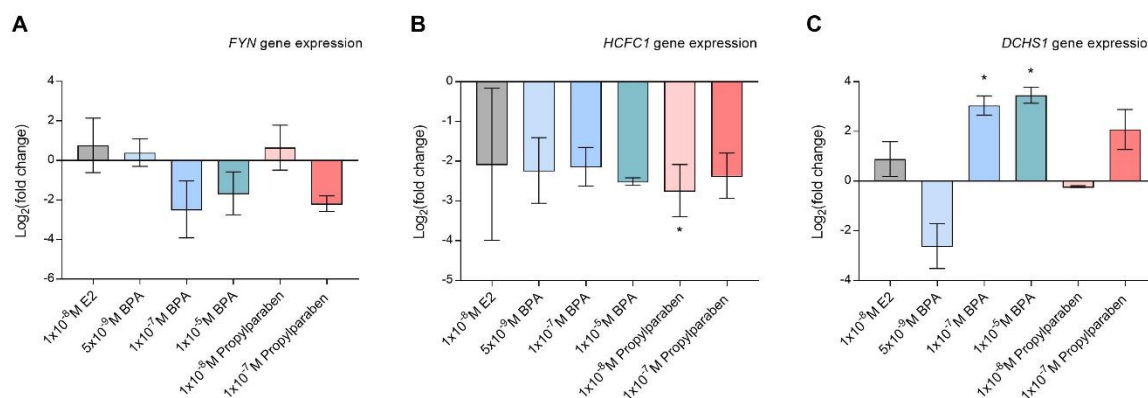 A
FYN gene expression
Log₂(fold change)
4
2
0
-2
-4
-6
1x10⁻⁸M E2
5x10⁻⁹M BPA
1x10⁻⁷M BPA
1x10⁻⁵M BPA
1x10⁻⁸M Propylparaben
1x10⁻⁷M Propylparaben
B
HCFC1 gene expression
Log₂(fold change)
0
-1
-2
-3
-4
-5
*
1x10⁻⁸M E2
5x10⁻⁹M BPA
1x10⁻⁷M BPA
1x10⁻⁵M BPA
1x10⁻⁸M Propylparaben
1x10⁻⁷M Propylparaben
C
DCHS1 gene expressio
Log₂(fold change)
4
2
0
-2
-4
* *
1x10⁻⁸M E2
5x10⁻⁹M BPA
1x10⁻⁷M BPA
1x10⁻⁵M BPA
1x10⁻⁸M Propylparaben
1x10⁻⁷M Propylparaben